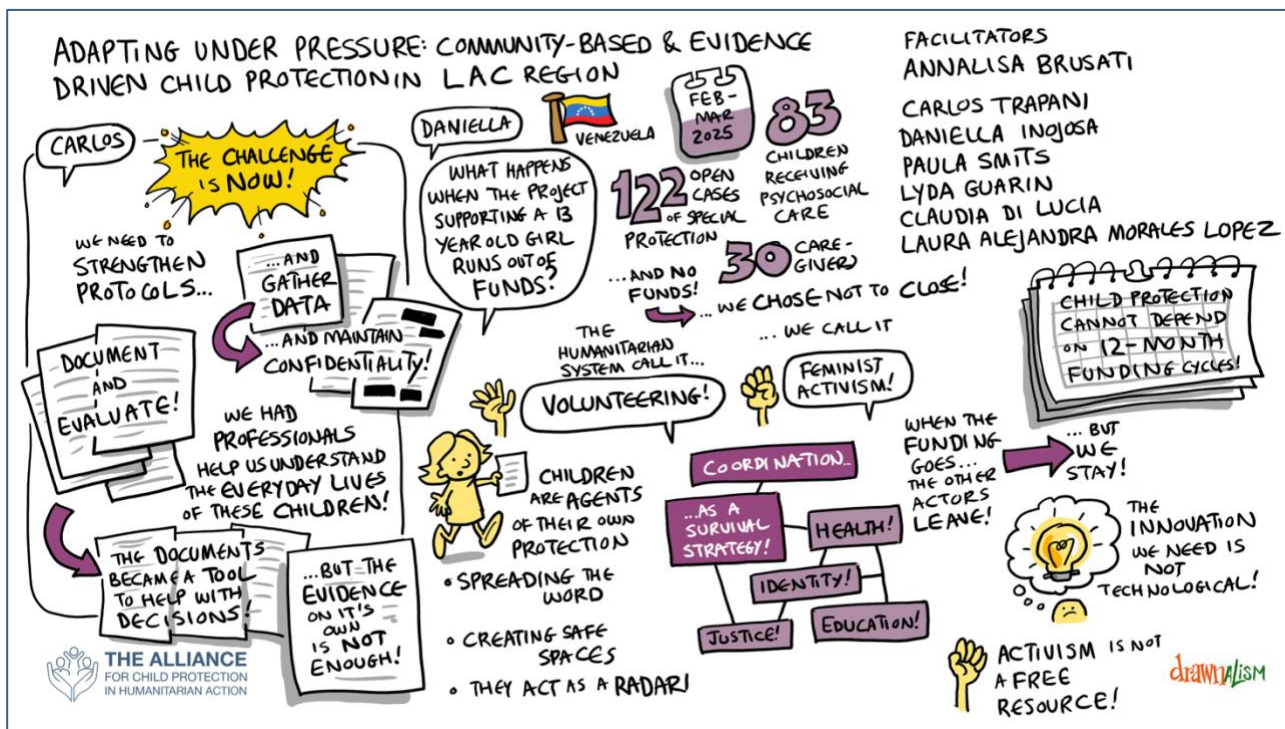 ADAPTING UNDER PRESSURE: COMMUNITY-BASED & EVIDENCE
DRIVEN CHILD PROTECTION IN LAC REGION
FACILITATORS
ANNALISA BRUSATI
CARLOS TRAPANI
DANIELLA INOJOSA
PAULA SMITS
LYDA GUARIN
CLAUDIA DI LUCIA
LAURA ALEJANDRA MORALES LOPEZ
CARLOS
THE CHALLENGE
IS NOW!
WE NEED TO
STRENGTHEN
PROTOCOLS...
...AND
GATHER
DATA
...AND MAINTAIN
CONFIDENTIALITY!
DOCUMENT
AND
EVALUATE!
WE HAD
PROFESSIONALS
HELP US UNDERSTAND
THE EVERYDAY LIVES
OF THESE CHILDREN!
THE DOCUMENTS
BECAME A TOOL
TO HELP WITH
DECISIONS!
...BUT THE
EVIDENCE
ON IT'S
OWN
IS NOT
ENOUGH!
DANIELLA
VENEZUELA
WHAT HAPPENS
WHEN THE PROJECT
SUPPORTING A 13
YEAR OLD GIRL
RUNS OUT OF
FUNDS?
FEB-
MAR
2025
83
CHILDREN
RECEIVING
PSYCHOSOCIAL
CARE
122
OPEN
CASES
OF SPECIAL
PROTECTION
30
CARE-
GIVERS
...AND NO
FUNDS!
...WE CHOSE NOT TO CLOSE!
THE
HUMANITARIAN
SYSTEM CALL IT...
VOLUNTEERING!
...WE CALL IT
FEMINIST
ACTIVISM!
CHILDREN
ARE AGENTS
OF THEIR OWN
PROTECTION
• SPREADING THE
WORD
• CREATING SAFE
SPACES
• THEY ACT AS A RADAR!
COORDINATION...
...AS A
SURVIVAL
STRATEGY!
HEALTH!
IDENTITY!
JUSTICE!
EDUCATION!
CHILD PROTECTION
CANNOT DEPEND
ON 12-MONTH
FUNDING CYCLES!
WHEN THE
FUNDING
GOES...
THE OTHER
ACTORS
LEAVE!
...BUT
WE
STAY!
THE
INNOVATION
WE NEED IS
NOT
TECHNOLOGICAL!
ACTIVISM IS NOT
A FREE
RESOURCE!
THE ALLIANCE
FOR CHILD PROTECTION
IN HUMANITARIAN ACTION
drawnalism